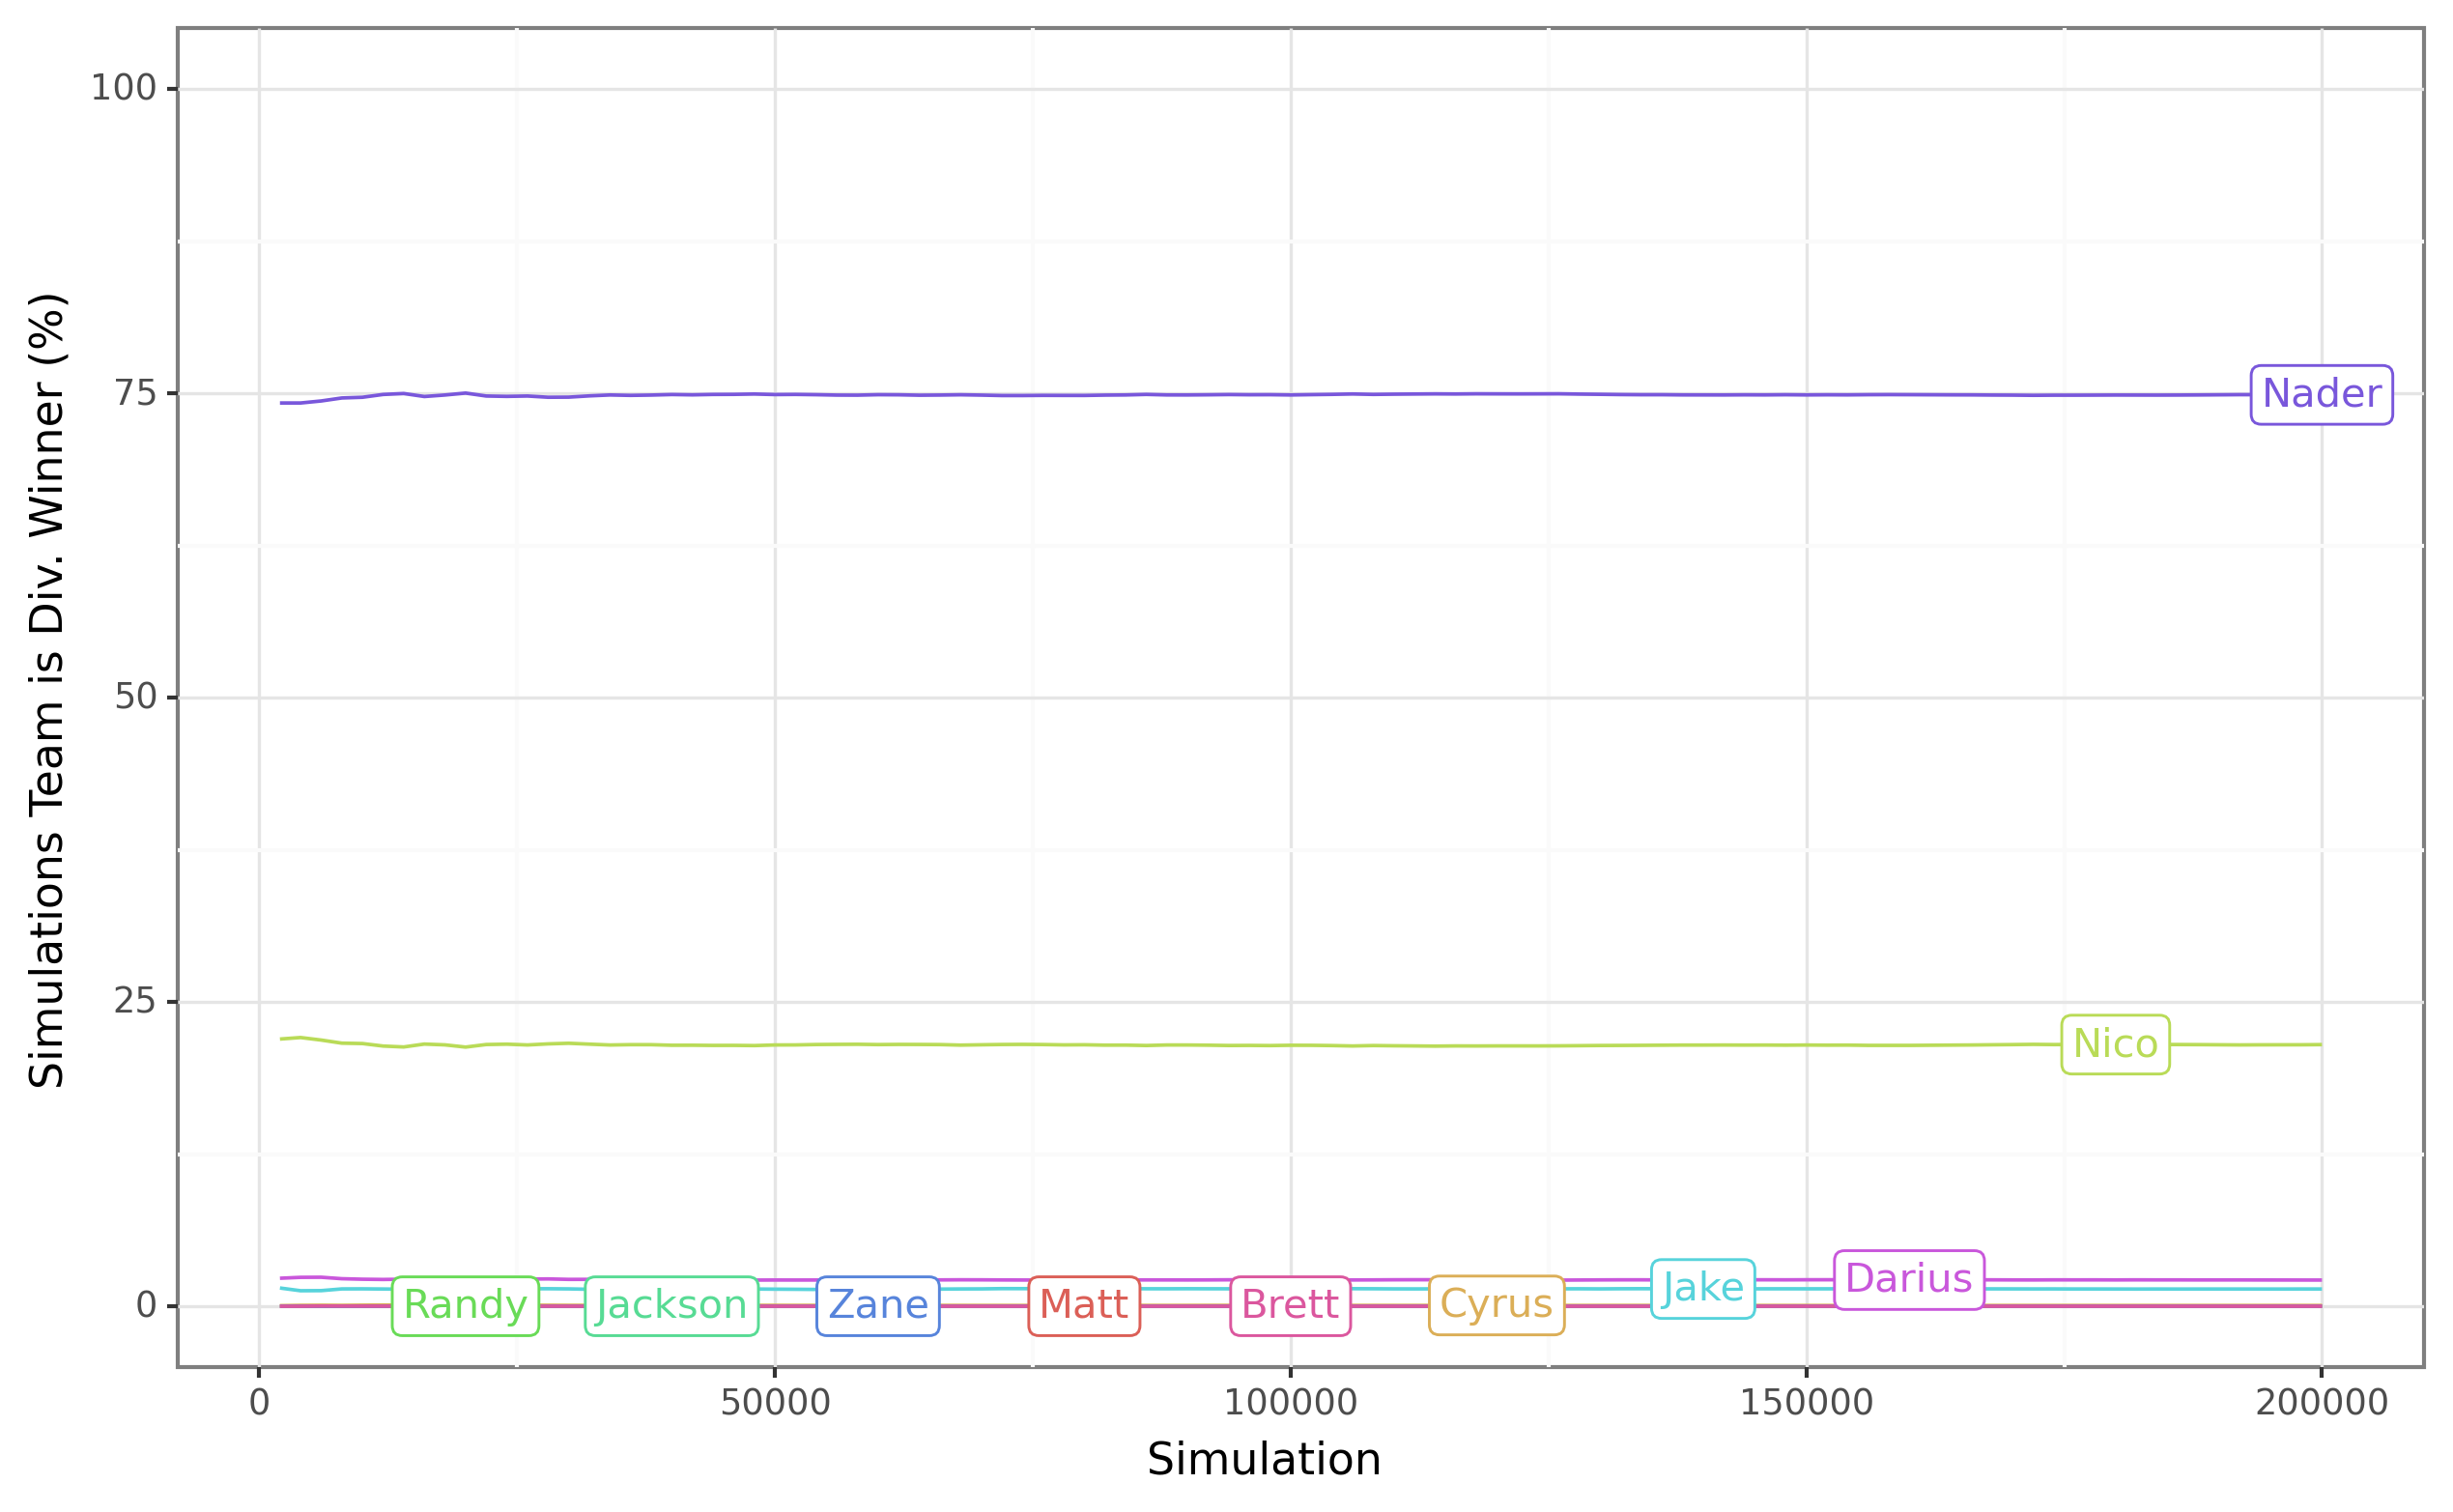 Simulations Team is Div. Winner (%)
100
75
50
25
0
Nader
Nico
Darius
Jake
Randy
Jackson
Zane
Matt
Brett
Cyrus
0
50000
100000
150000
200000
Simulation